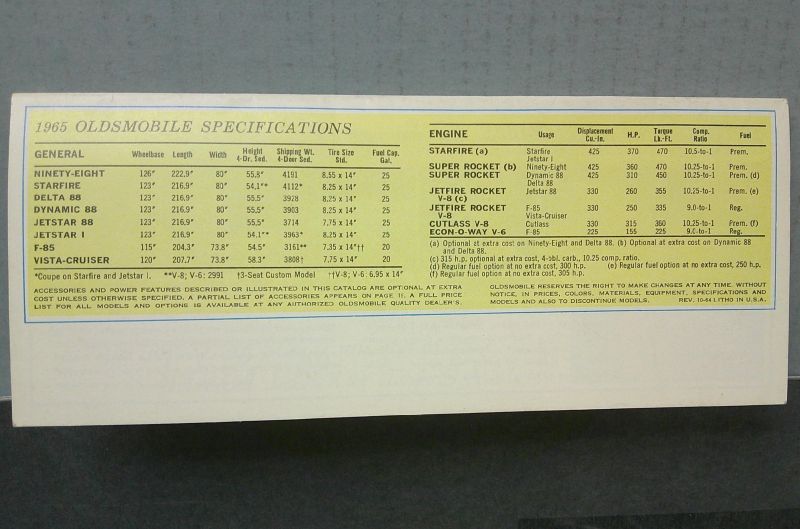 1965 OLDSMOBILE SPECIFICATIONS
GENERAL Wheelbase Length Width Height 4-Dr. Sed. Shipping Wt. 4-Door Sed. Tire Size Std. Fuel Cap. Gal.
NINETY-EIGHT 126″ 222.9″ 80″ 55.8″ 4191 8.55 x 14″ 25
STARFIRE 123″ 216.9″ 80″ 54.1″* 4112* 8.25 x 14″ 25
DELTA 88 123″ 216.9″ 80″ 55.5″ 3928 8.25 x 14″ 25
DYNAMIC 88 123″ 216.9″ 80″ 55.5″ 3903 8.25 x 14″ 25
JETSTAR 88 123″ 216.9″ 80″ 55.5″ 3714 7.75 x 14″ 25
JETSTAR I 123″ 216.9″ 80″ 54.1″* 3963* 8.25 x 14″ 25
F-85 115″ 204.3″ 73.8″ 54.5″ 3161** 7.35 x 14″†† 20
VISTA-CRUISER 120″ 207.7″ 73.8″ 58.3″ 3808† 7.75 x 14″ 20
*Coupe on Starfire and Jetstar I. **V-8; V-6: 2991 †3-Seat Custom Model ††V-8; V-6: 6.95 x 14″
ACCESSORIES AND POWER FEATURES DESCRIBED OR ILLUSTRATED IN THIS CATALOG ARE OPTIONAL AT EXTRA
COST UNLESS OTHERWISE SPECIFIED. A PARTIAL LIST OF ACCESSORIES APPEARS ON PAGE A FULL PRICE
LIST FOR ALL MODELS AND OPTIONS IS AVAILABLE AT ANY AUTHORIZED OLDSMOBILE QUALITY DEALER'S.
ENGINE Usage Displacement Cu.-In. H.P. Torque Lb.-Ft. Comp. Ratio Fuel
STARFIRE (a) Starfire 425 370 470 10.5-to-1 Prem.
Jetstar I
SUPER ROCKET (b) Ninety-Eight 425 360 470 10.25-to-1 Prem.
SUPER ROCKET Dynamic 88 425 310 450 10.25-to-1 Prem. (d)
Delta 88
JETFIRE ROCKET Jetstar 88 330 260 355 10.25-to-1 Prem. (e)
V-8 (c)
JETFIRE ROCKET F-85 330 250 335 9.0-to-1 Reg.
V-8 Vista-Cruiser
CUTLASS V-8 Cutlass 330 315 360 10.25-to-1 Prem. (f)
ECON-O-WAY V-6 F-85 225 155 225 9.0-to-1 Reg.
(a) Optional at extra cost on Ninety-Eight and Delta 88. (b) Optional at extra cost on Dynamic 88
and Delta 88.
(c) 315 h.p. optional at extra cost, 4-bbl. carb., 10.25 comp. ratio.
(d) Regular fuel option at no extra cost, 300 h.p. (e) Regular fuel option at no extra cost, 250 h.p.
(f) Regular fuel option at no extra cost, 305 h.p.
OLDSMOBILE RESERVES THE RIGHT TO MAKE CHANGES AT ANY TIME, WITHOUT
NOTICE, IN PRICES, COLORS, MATERIALS, EQUIPMENT, SPECIFICATIONS AND
MODELS AND ALSO TO DISCONTINUE MODELS. REV. 10-64 LITHO IN U.S.A.